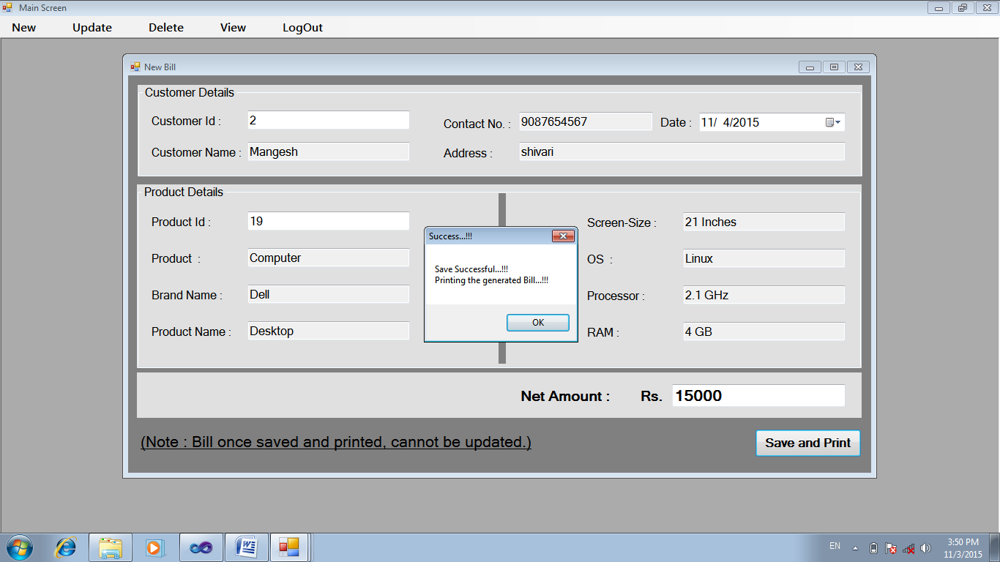 Main Screen
New Update Delete View LogOut
New Bill
Customer Details
Customer Id : 2
Contact No. : 9087654567
Date : 11/ 4/2015
Customer Name : Mangesh
Address : shivari
Product Details
Product Id : 19
Product : Computer
Brand Name : Dell
Product Name : Desktop
Screen-Size : 21 Inches
OS : Linux
Processor : 2.1 GHz
RAM : 4 GB
Success...!!!
Save Successful...!!!
Printing the generated Bill...!!!
OK
Net Amount : Rs. 15000
(Note : Bill once saved and printed, cannot be updated.)
Save and Print
EN
3:50 PM
11/3/2015